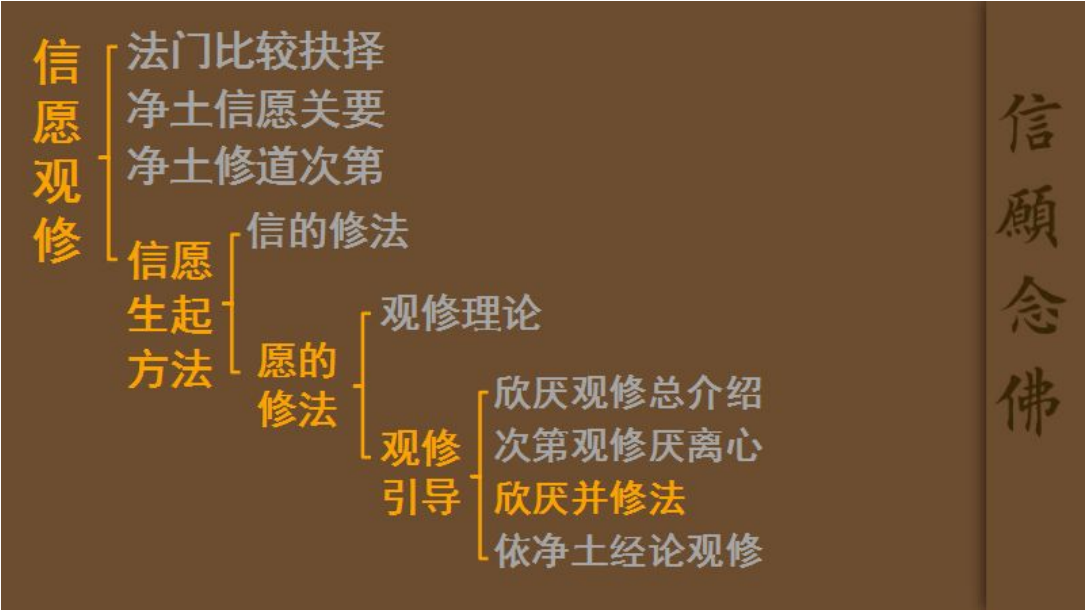 信愿观修
法门比较抉择
净土信愿关要
净土修道次第
信愿
生起
方法
信的修法
愿的
修法
观修理论
观修
引导
欣厌观修总介绍
次第观修厌离心
欣厌并修法
依净土经论观修
信願念佛